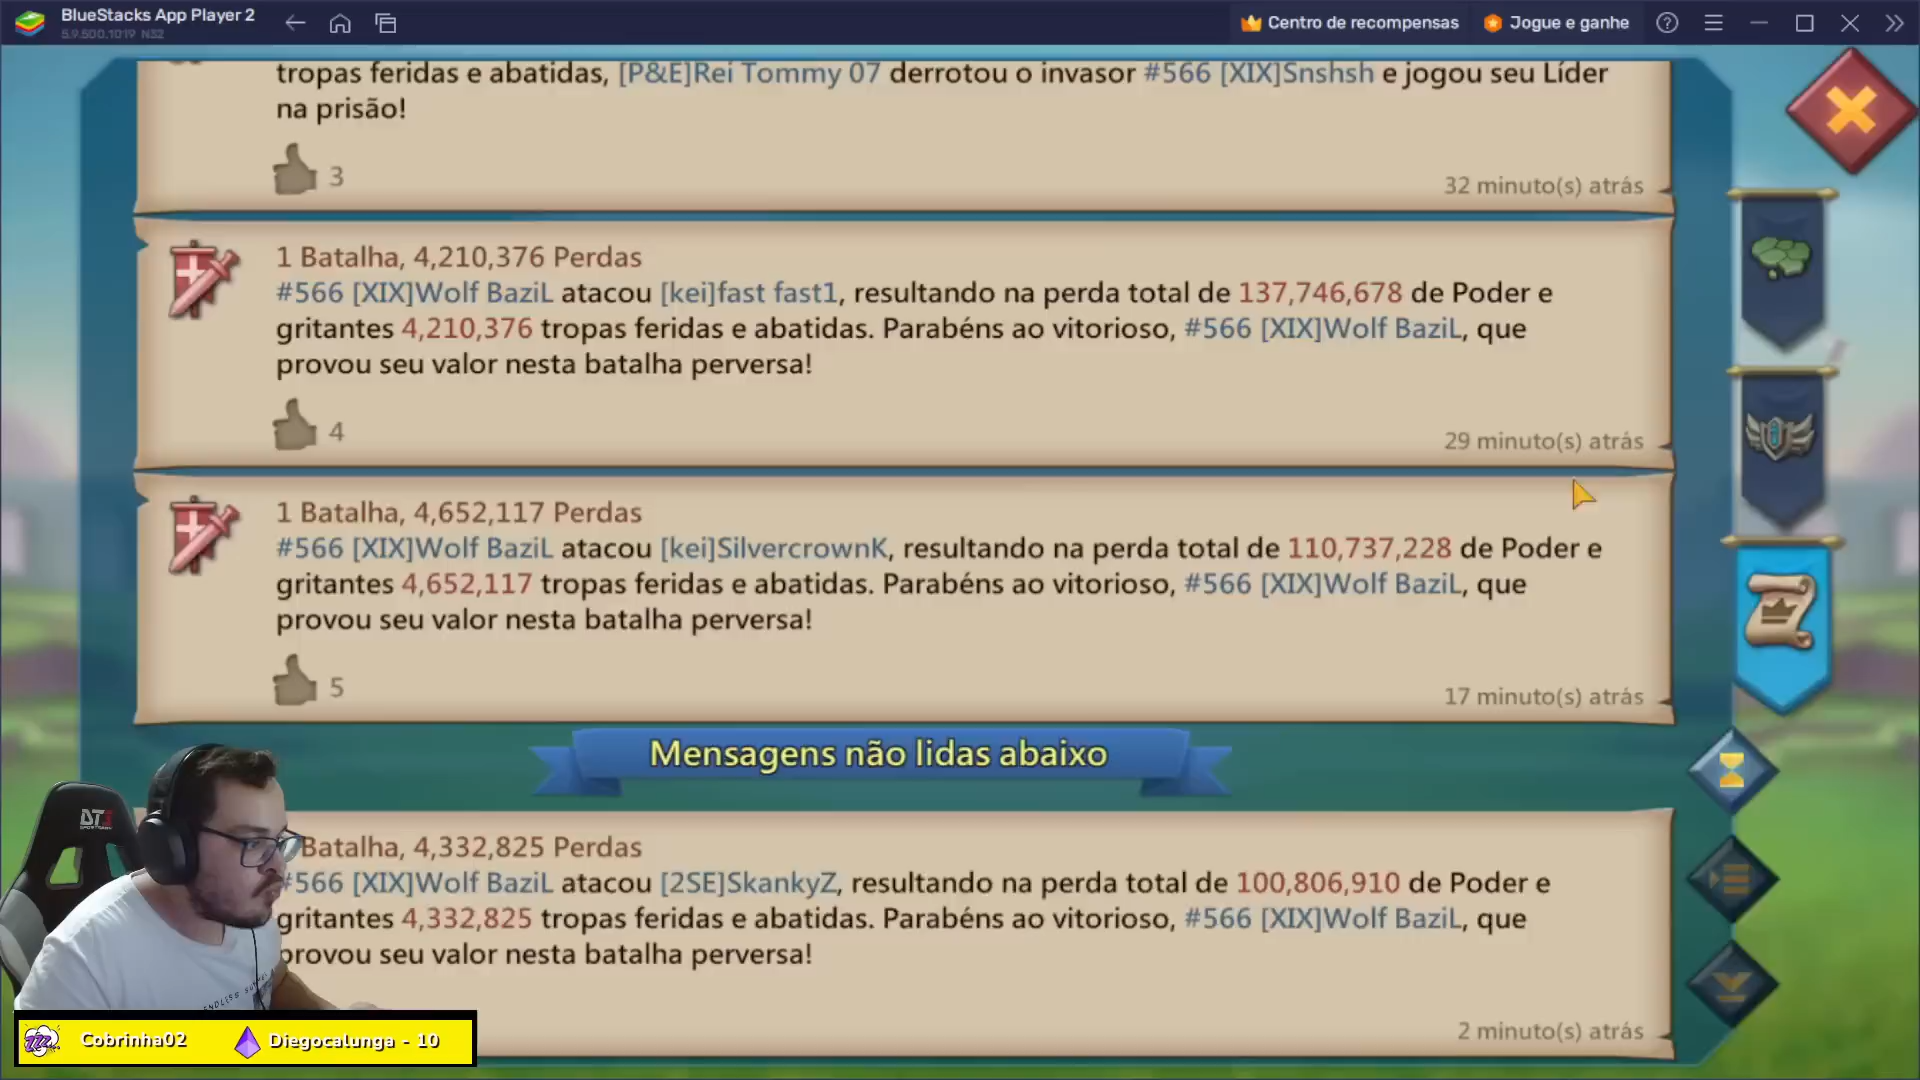 BlueStacks App Player 2
5.9.500.1019 N32
Centro de recompensas
Jogue e ganhe
tropas feridas e abatidas, [P&E]Rei Tommy 07 derrotou o invasor #566 [XIX]Snshsh e jogou seu Líder
na prisão!
3
32 minuto(s) atrás
1 Batalha, 4,210,376 Perdas
#566 [XIX]Wolf BaziL atacou [kei]fast fast1, resultando na perda total de 137,746,678 de Poder e
gritantes 4,210,376 tropas feridas e abatidas. Parabéns ao vitorioso, #566 [XIX]Wolf BaziL, que
provou seu valor nesta batalha perversa!
4
29 minuto(s) atrás
1 Batalha, 4,652,117 Perdas
#566 [XIX]Wolf BaziL atacou [kei]SilvercrownK, resultando na perda total de 110,737,228 de Poder e
gritantes 4,652,117 tropas feridas e abatidas. Parabéns ao vitorioso, #566 [XIX]Wolf BaziL, que
provou seu valor nesta batalha perversa!
5
17 minuto(s) atrás
Mensagens não lidas abaixo
Batalha, 4,332,825 Perdas
#566 [XIX]Wolf BaziL atacou [2SE]SkankyZ, resultando na perda total de 100,806,910 de Poder e
gritantes 4,332,825 tropas feridas e abatidas. Parabéns ao vitorioso, #566 [XIX]Wolf BaziL, que
provou seu valor nesta batalha perversa!
2 minuto(s) atrás
DT3
Cobrinha02
Diegocalunga - 10